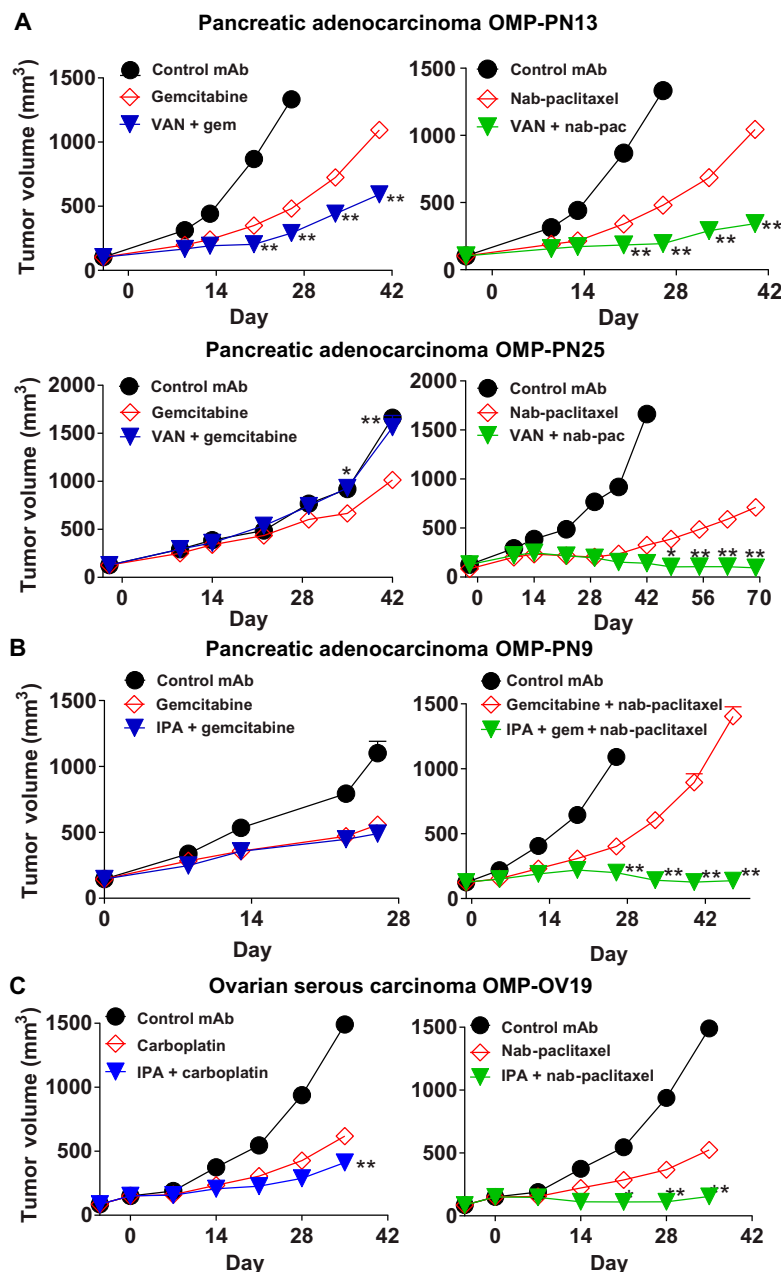 A
Pancreatic adenocarcinoma OMP-PN13
Tumor volume (mm³)
1500
1000
500
0
Control mAb
Gemcitabine
VAN + gem
**
**
**
**
0 14 28 42
Day
1500
1000
500
0
Control mAb
Nab-paclitaxel
VAN + nab-pac
**
**
**
**
0 14 28 42
Day
Pancreatic adenocarcinoma OMP-PN25
Tumor volume (mm³)
2000
1500
1000
500
0
Control mAb
Gemcitabine
VAN + gemcitabine
*
**
0 14 28 42
Day
2000
1500
1000
500
0
Control mAb
Nab-paclitaxel
VAN + nab-pac
* ** ** **
0 14 28 42 56 70
Day
B
Pancreatic adenocarcinoma OMP-PN9
Tumor volume (mm³)
1500
1000
500
0
Control mAb
Gemcitabine
IPA + gemcitabine
0 14 28
Day
1500
1000
500
0
Control mAb
Gemcitabine + nab-paclitaxel
IPA + gem + nab-paclitaxel
** ** ** **
0 14 28 42
Day
C
Ovarian serous carcinoma OMP-OV19
Tumor volume (mm³)
1500
1000
500
0
Control mAb
Carboplatin
IPA + carboplatin
**
0 14 28 42
Day
1500
1000
500
0
Control mAb
Nab-paclitaxel
IPA + nab-paclitaxel
* ** **
0 14 28 42
Day